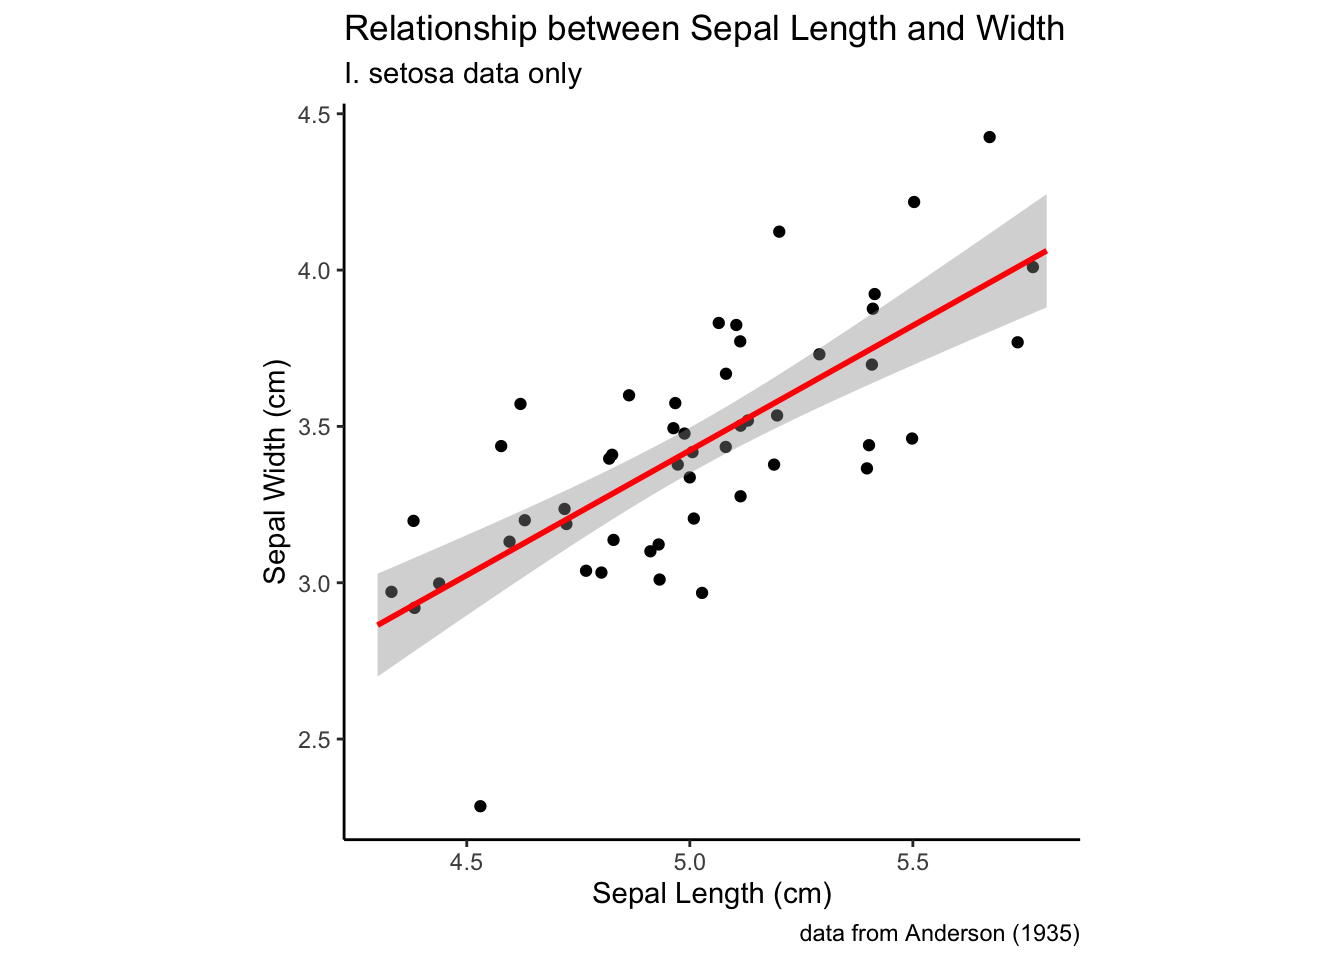 Relationship between Sepal Length and Width
I. setosa data only
4.5
4.0
3.5
3.0
2.5
Sepal Width (cm)
4.5 5.0 5.5
Sepal Length (cm)
data from Anderson (1935)